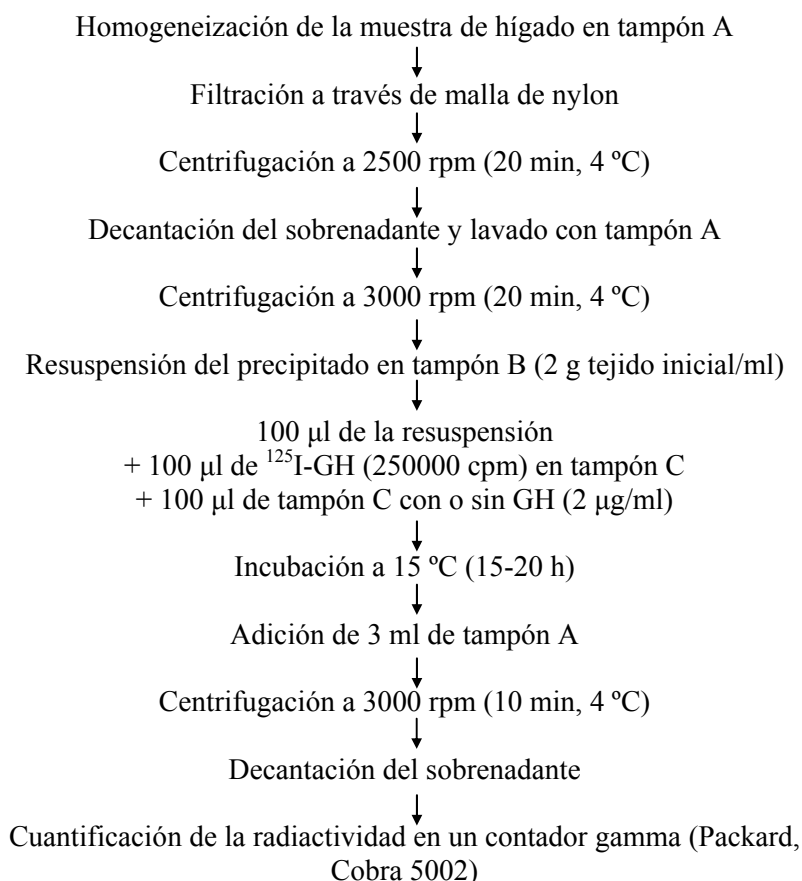 Homogeneización de la muestra de hígado en tampón A
Filtración a través de malla de nylon
Centrifugación a 2500 rpm (20 min, 4 ºC)
Decantación del sobrenadante y lavado con tampón A
Centrifugación a 3000 rpm (20 min, 4 ºC)
Resuspensión del precipitado en tampón B (2 g tejido inicial/ml)
100 μl de la resuspensión
+ 100 μl de ¹²⁵I-GH (250000 cpm) en tampón C
+ 100 μl de tampón C con o sin GH (2 μg/ml)
Incubación a 15 ºC (15-20 h)
Adición de 3 ml de tampón A
Centrifugación a 3000 rpm (10 min, 4 ºC)
Decantación del sobrenadante
Cuantificación de la radiactividad en un contador gamma (Packard,
Cobra 5002)